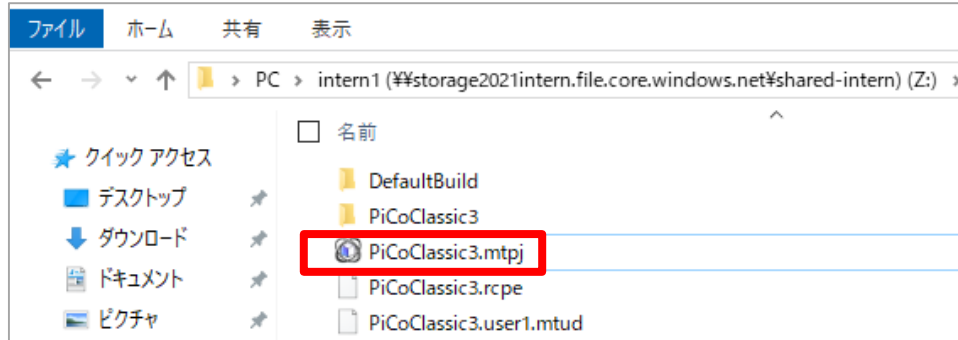 ファイル ホーム 共有 表示
PC › intern1 (¥¥storage2021intern.file.core.windows.net¥shared-intern) (Z:) ›
名前
クイック アクセス
DefaultBuild
デスクトップ
PiCoClassic3
ダウンロード
PiCoClassic3.mtpj
ドキュメント
PiCoClassic3.rcpe
ピクチャ
PiCoClassic3.user1.mtud